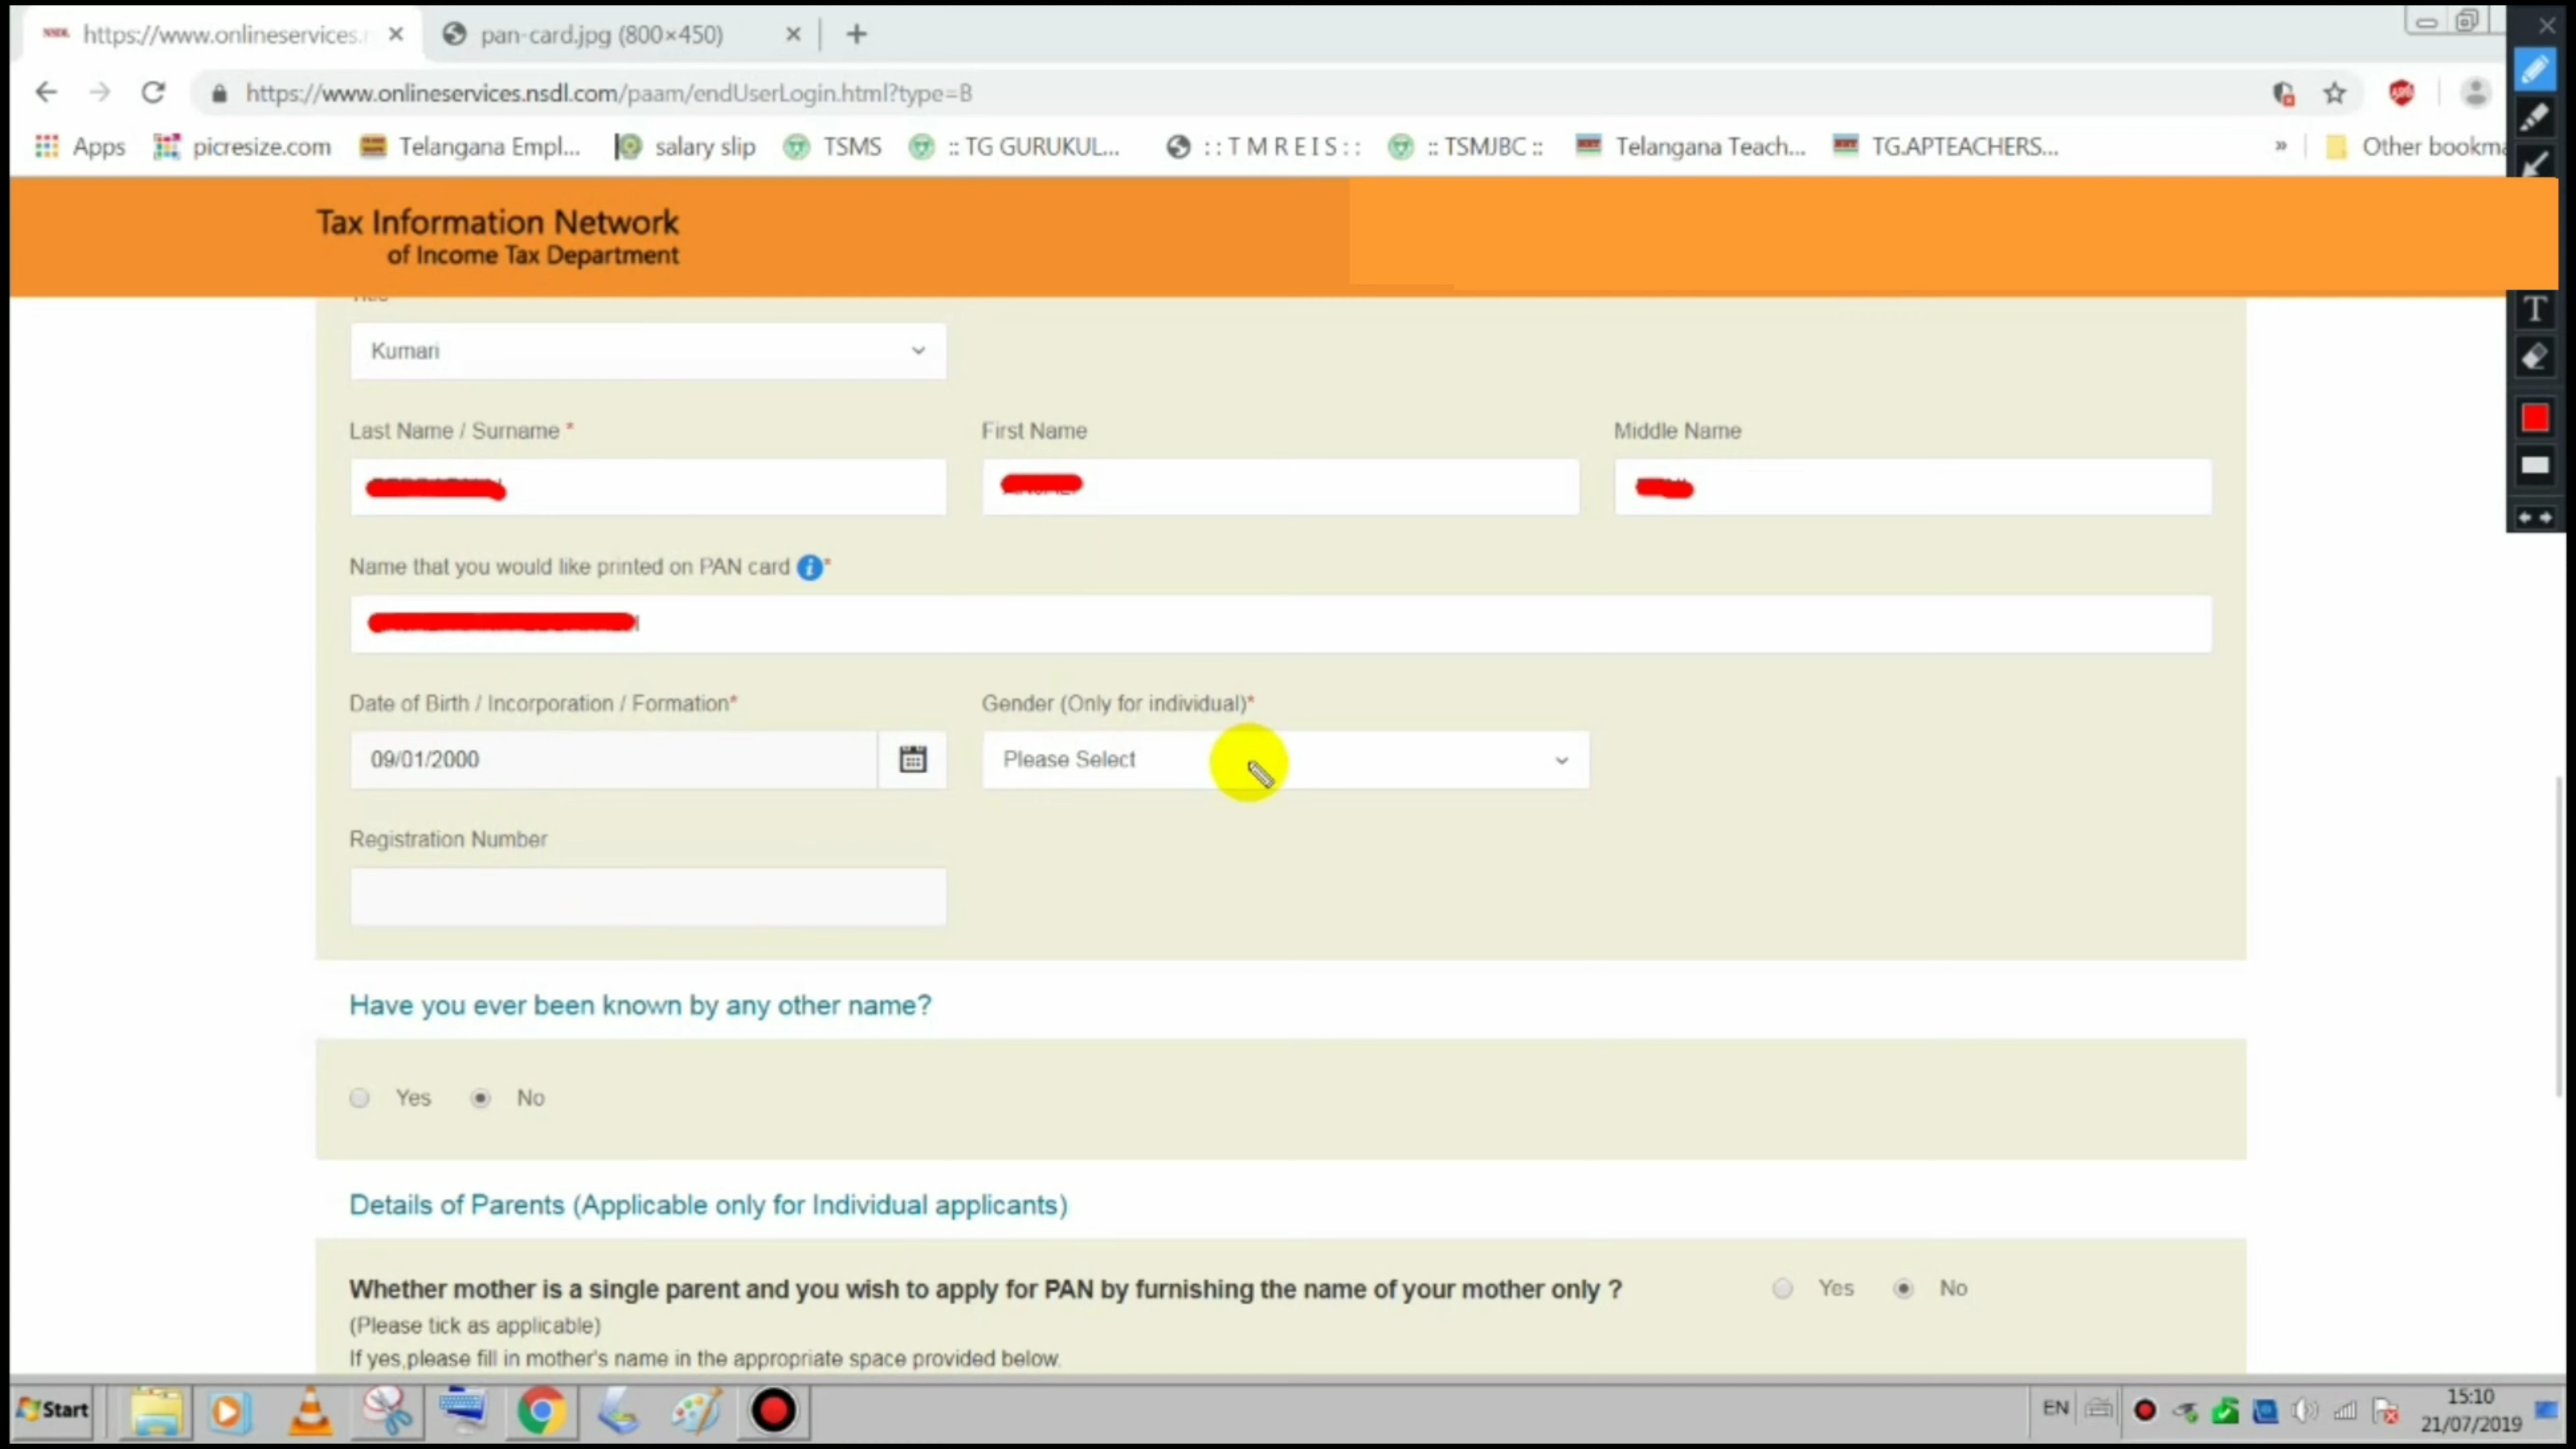 NSDL https://www.onlineservices.n
pan-card.jpg (800×450)
https://www.onlineservices.nsdl.com/paam/endUserLogin.html?type=B
Apps picresize.com Telangana Empl... salary slip TSMS :: TG GURUKUL... : : T M R E I S : : :: TSMJBC :: Telangana Teach... TG.APTEACHERS... » Other bookma
Tax Information Network
of Income Tax Department
Kumari
Last Name / Surname * First Name Middle Name
Name that you would like printed on PAN card i *
Date of Birth / Incorporation / Formation* Gender (Only for individual)*
09/01/2000 Please Select
Registration Number
Have you ever been known by any other name?
Yes No
Details of Parents (Applicable only for Individual applicants)
Whether mother is a single parent and you wish to apply for PAN by furnishing the name of your mother only ? Yes No
(Please tick as applicable)
If yes,please fill in mother's name in the appropriate space provided below.
Start EN 15:10
21/07/2019